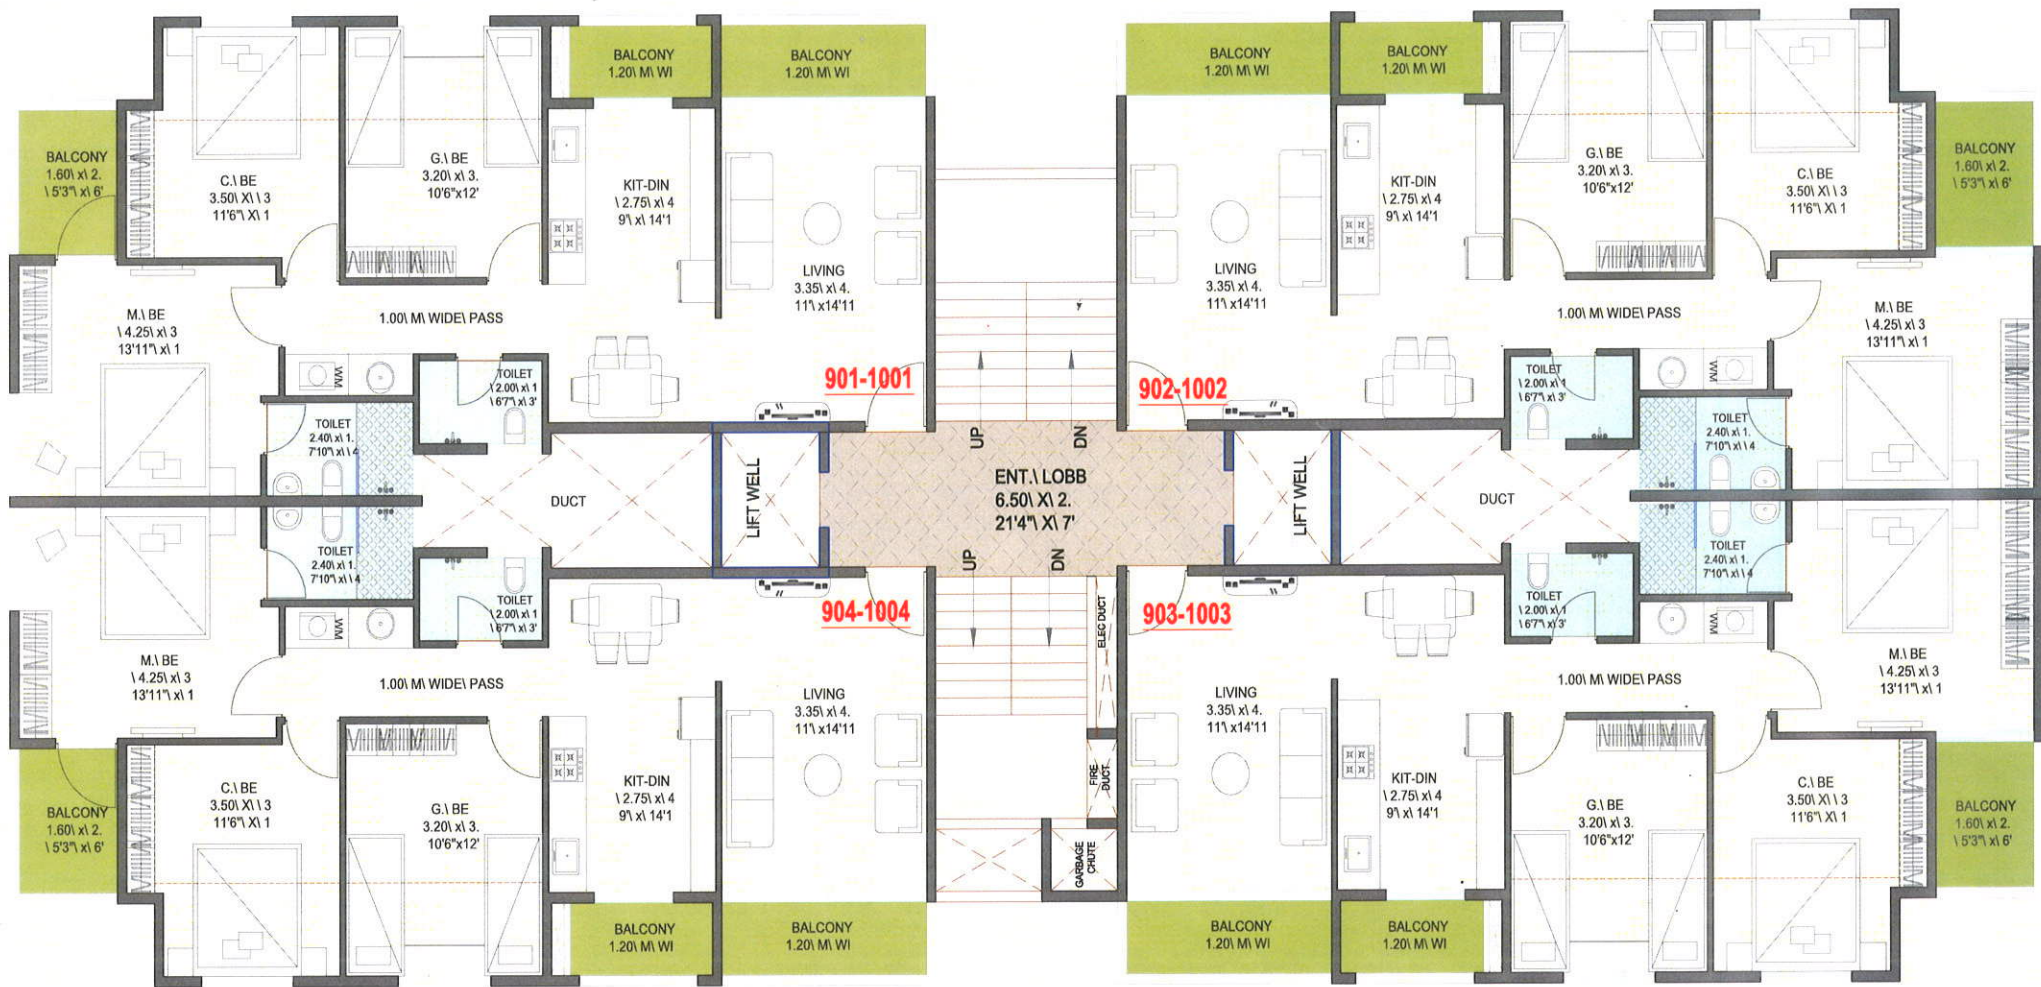 BALCONY
1.20\ M\ WI
BALCONY
1.20\ M\ WI
BALCONY
1.20\ M\ WI
BALCONY
1.20\ M\ WI
BALCONY
1.60\ x\ 2.
\ 5'3"\ x\ 6'
C.\ BE
3.50\ X\ \ 3
11'6"\ X\ 1
G.\ BE
3.20\ x\ 3.
10'6"x12'
KIT-DIN
\ 2.75\ x\ 4
9'\ x\ 14'1
LIVING
3.35\ x\ 4.
11'\ x14'11
LIVING
3.35\ x\ 4.
11'\ x14'11
KIT-DIN
\ 2.75\ x\ 4
9'\ x\ 14'1
G.\ BE
3.20\ x\ 3.
10'6"x12'
C.\ BE
3.50\ X\ \ 3
11'6"\ X\ 1
BALCONY
1.60\ x\ 2.
\ 5'3"\ x\ 6'
M.\ BE
\ 4.25\ x\ 3
13'11"\ x\ 1
1.00\ M\ WIDE\ PASS
1.00\ M\ WIDE\ PASS
M.\ BE
\ 4.25\ x\ 3
13'11"\ x\ 1
WM
TOILET
\ 2.00\ x\ 1
\ 6'7"\ x\ 3'
901-1001
902-1002
TOILET
\ 2.00\ x\ 1
\ 6'7"\ x\ 3'
WM
TOILET
2.40\ x\ 1.
7'10"\ x\ \ 4
UP
DN
TOILET
2.40\ x\ 1.
7'10"\ x\ \ 4
DUCT
LIFT WELL
ENT.\ LOBB
6.50\ X\ 2.
21'4"\ X\ 7'
LIFT WELL
DUCT
TOILET
2.40\ x\ 1.
7'10"\ x\ \ 4
UP
DN
TOILET
2.40\ x\ 1.
7'10"\ x\ \ 4
WM
TOILET
\ 2.00\ x\ 1
\ 6'7"\ x\ 3'
904-1004
ELEC DUCT
903-1003
TOILET
\ 2.00\ x\ 1
\ 6'7"\ x\ 3'
WM
M.\ BE
\ 4.25\ x\ 3
13'11"\ x\ 1
1.00\ M\ WIDE\ PASS
1.00\ M\ WIDE\ PASS
M.\ BE
\ 4.25\ x\ 3
13'11"\ x\ 1
LIVING
3.35\ x\ 4.
11'\ x14'11
LIVING
3.35\ x\ 4.
11'\ x14'11
BALCONY
1.60\ x\ 2.
\ 5'3"\ x\ 6'
C.\ BE
3.50\ X\ \ 3
11'6"\ X\ 1
G.\ BE
3.20\ x\ 3.
10'6"x12'
KIT-DIN
\ 2.75\ x\ 4
9'\ x\ 14'1
FIRE
DUCT
GARBAGE
CHUTE
KIT-DIN
\ 2.75\ x\ 4
9'\ x\ 14'1
G.\ BE
3.20\ x\ 3.
10'6"x12'
C.\ BE
3.50\ X\ \ 3
11'6"\ X\ 1
BALCONY
1.60\ x\ 2.
\ 5'3"\ x\ 6'
BALCONY
1.20\ M\ WI
BALCONY
1.20\ M\ WI
BALCONY
1.20\ M\ WI
BALCONY
1.20\ M\ WI